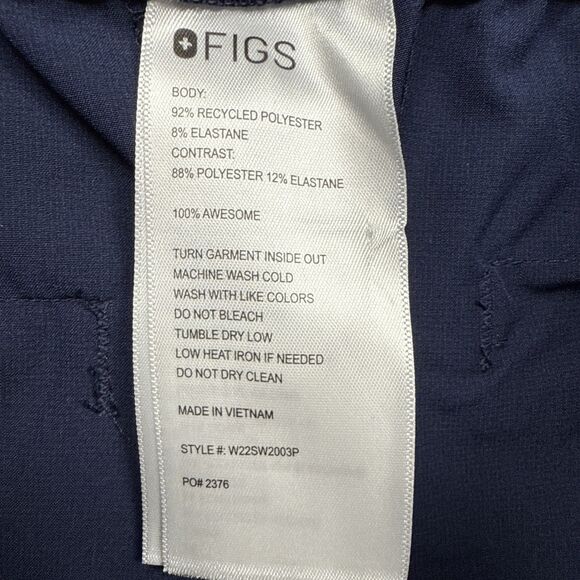 FIGS
BODY:
92% RECYCLED POLYESTER
8% ELASTANE
CONTRAST:
88% POLYESTER 12% ELASTANE
100% AWESOME
TURN GARMENT INSIDE OUT
MACHINE WASH COLD
WASH WITH LIKE COLORS
DO NOT BLEACH
TUMBLE DRY LOW
LOW HEAT IRON IF NEEDED
DO NOT DRY CLEAN
MADE IN VIETNAM
STYLE #: W22SW2003P
PO# 2376